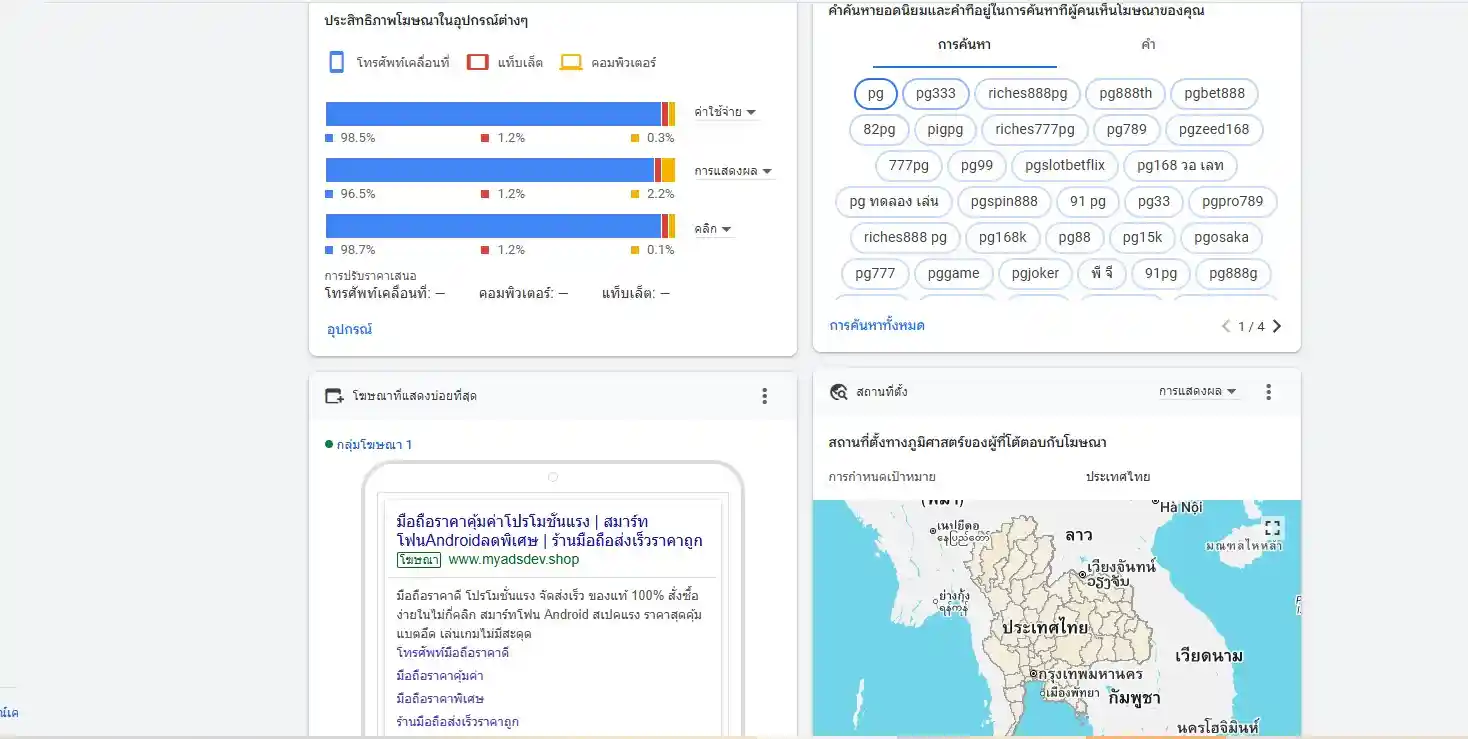 ประสิทธิภาพโฆษณาในอุปกรณ์ต่างๆ
โทรศัพท์เคลื่อนที่ แท็บเล็ต คอมพิวเตอร์
ค่าใช้จ่าย
98.5% 1.2% 0.3%
การแสดงผล
96.5% 1.2% 2.2%
คลิก
98.7% 1.2% 0.1%
การปรับราคาเสนอ
โทรศัพท์เคลื่อนที่: — คอมพิวเตอร์: — แท็บเล็ต: —
อุปกรณ์
คำค้นหายอดนิยมและคำที่อยู่ในการค้นหาที่ผู้คนเห็นโฆษณาของคุณ
การค้นหา คำ
pg pg333 riches888pg pg888th pgbet888
82pg pigpg riches777pg pg789 pgzeed168
777pg pg99 pgslotbetflix pg168 วอ เลท
pg ทดลอง เล่น pgspin888 91 pg pg33 pgpro789
riches888 pg pg168k pg88 pg15k pgosaka
pg777 pggame pgjoker พี จี 91pg pg888g
การค้นหาทั้งหมด 1 / 4
โฆษณาที่แสดงบ่อยที่สุด
กลุ่มโฆษณา 1
มือถือราคาคุ้มค่าโปรโมชั่นแรง | สมาร์ท
โฟนAndroidลดพิเศษ | ร้านมือถือส่งเร็วราคาถูก
โฆษณา www.myadsdev.shop
มือถือราคาดี โปรโมชั่นแรง จัดส่งเร็ว ของแท้ 100% สั่งซื้อ
ง่ายในไม่กี่คลิก สมาร์ทโฟน Android สเปคแรง ราคาสุดคุ้ม
แบตอึด เล่นเกมไม่มีสะดุด
โทรศัพท์มือถือราคาดี
มือถือราคาคุ้มค่า
มือถือราคาพิเศษ
ร้านมือถือส่งเร็วราคาถูก
สถานที่ตั้ง การแสดงผล
สถานที่ตั้งทางภูมิศาสตร์ของผู้ที่โต้ตอบกับโฆษณา
การกำหนดเป้าหมาย ประเทศไทย
Hà Nội
เนปยีดอ
နေပြည်တော်
ลาว
มณฑลไหหลำ
เวียงจันทน์
ວຽງຈັນ
ย่างกุ้ง
ရန်ကုန်
ประเทศไทย
เวียดนาม
กรุงเทพมหานคร
เมืองพัทยา
กัมพูชา
นครโฮจิมินห์